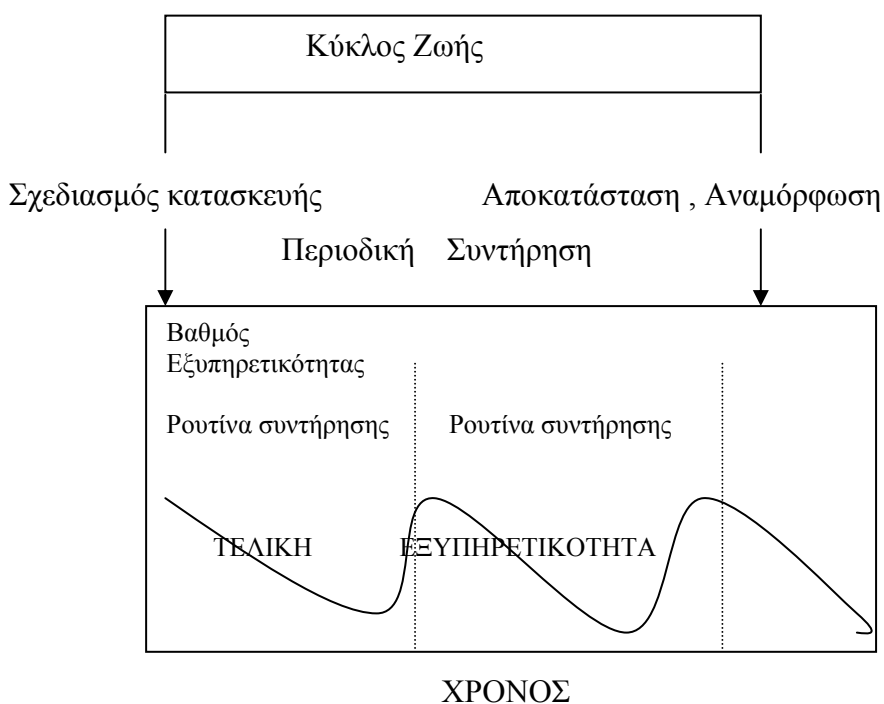 Κύκλος Ζωής
Σχεδιασμός κατασκευής
Αποκατάσταση , Αναμόρφωση
Περιοδική Συντήρηση
Βαθμός
Εξυπηρετικότητας
Ρουτίνα συντήρησης
Ρουτίνα συντήρησης
ΤΕΛΙΚΗ ΕΞΥΠΗΡΕΤΙΚΟΤΗΤΑ
ΧΡΟΝΟΣ